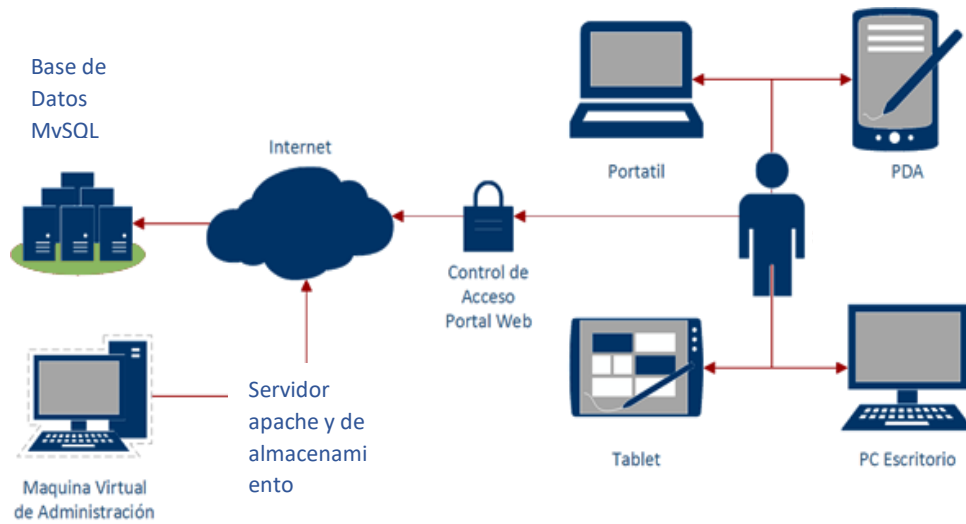 Base de
Datos
MySQL
Internet
Portatil
PDA
Control de
Acceso
Portal Web
Servidor
apache y de
almacenami
ento
Tablet
PC Escritorio
Maquina Virtual
de Administración